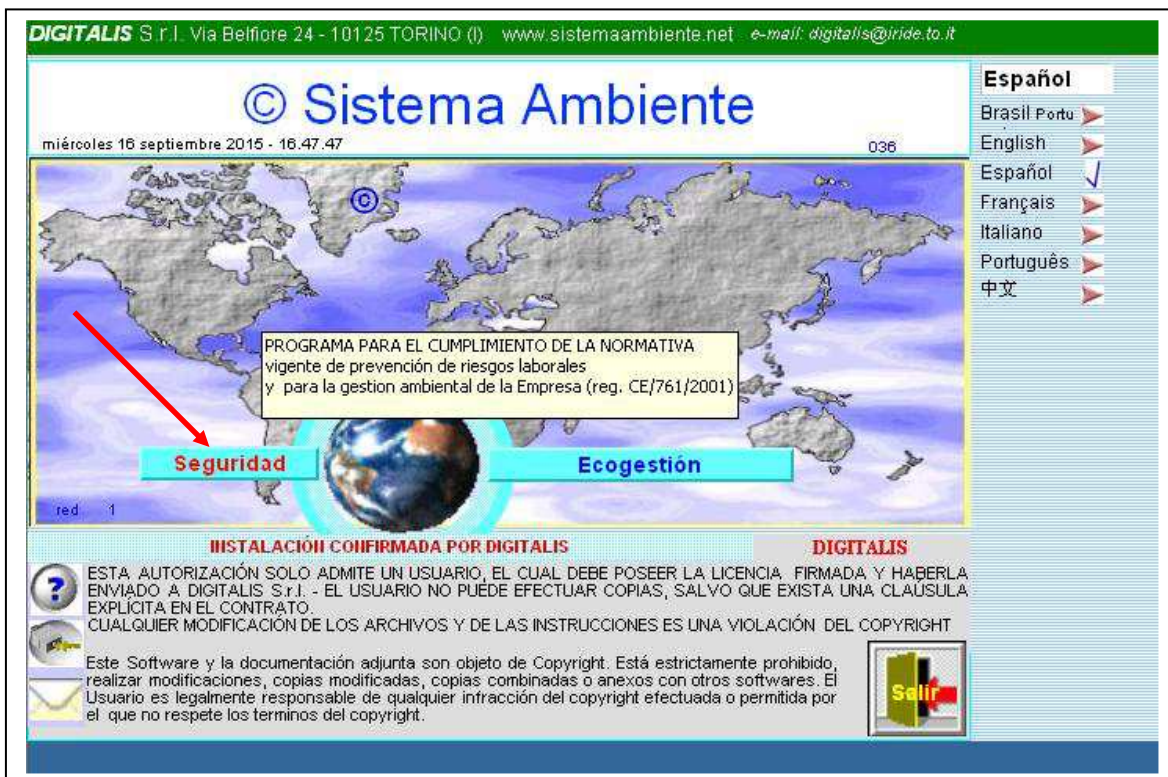 DIGITALIS S.r.l. Via Belfiore 24 - 10125 TORINO (I) www.sistemaambiente.net e-mail: digitalis@iride.to.it
© Sistema Ambiente
miércoles 16 septiembre 2015 - 16.47.47 036
Español
Brasil Portu
English
Español
Français
Italiano
Português
中文
©
PROGRAMA PARA EL CUMPLIMIENTO DE LA NORMATIVA
vigente de prevención de riesgos laborales
y para la gestion ambiental de la Empresa (reg. CE/761/2001)
Seguridad Ecogestión
red 1
INSTALACIÓN CONFIRMADA POR DIGITALIS DIGITALIS
?
ESTA AUTORIZACIÓN SOLO ADMITE UN USUARIO, EL CUAL DEBE POSEER LA LICENCIA FIRMADA Y HABERLA
ENVIADO A DIGITALIS S.r.l. - EL USUARIO NO PUEDE EFECTUAR COPIAS, SALVO QUE EXISTA UNA CLAÚSULA
EXPLÍCITA EN EL CONTRATO.
CUALQUIER MODIFICACIÓN DE LOS ARCHIVOS Y DE LAS INSTRUCCIONES ES UNA VIOLACIÓN DEL COPYRIGHT
Este Software y la documentación adjunta son objeto de Copyright. Está estrictamente prohibido,
realizar modificaciones, copias modificadas, copias combinadas o anexos con otros softwares. El
Usuario es legalmente responsable de qualquier infracción del copyright efectuada o permitida por
el que no respete los terminos del copyright.
Salir